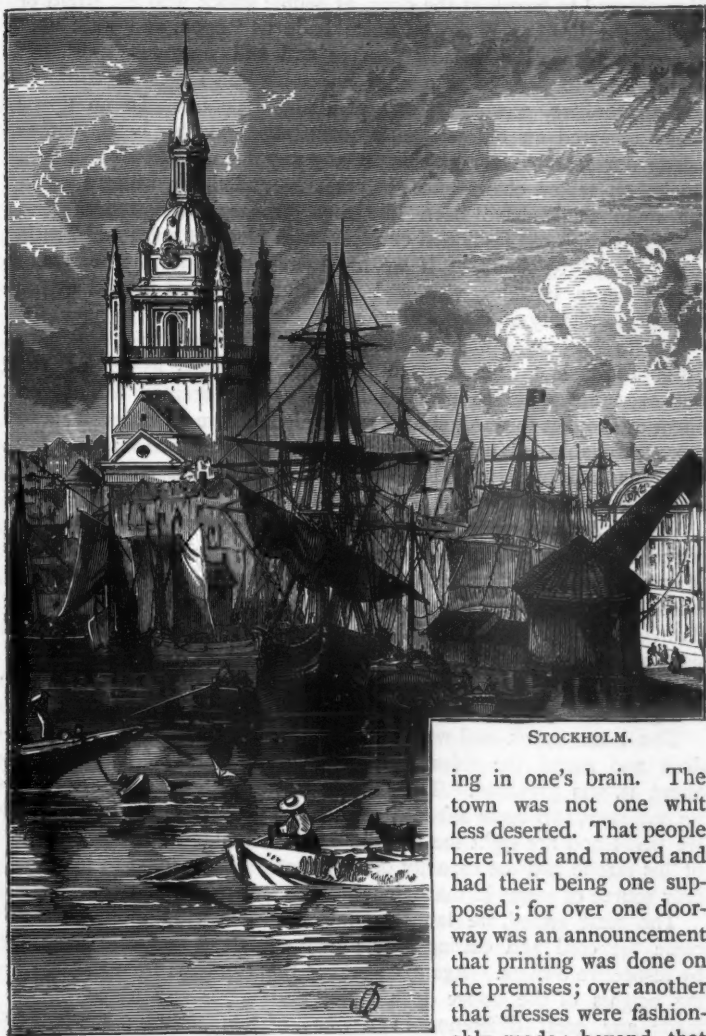 STOCKHOLM.
ing in one's brain. The
town was not one whit
less deserted. That people
here lived and moved and
had their being one sup-
posed ; for over one door-
way was an announcement
that printing was done on
the premises; over another
that dresses were fashion-